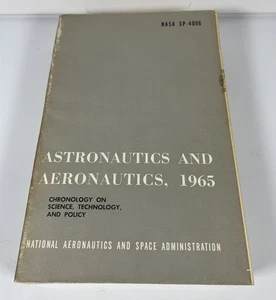 NASA SP-4006
ASTRONAUTICS AND
AERONAUTICS, 1965
CHRONOLOGY ON
SCIENCE, TECHNOLOGY,
AND POLICY
NATIONAL AERONAUTICS AND SPACE ADMINISTRATION